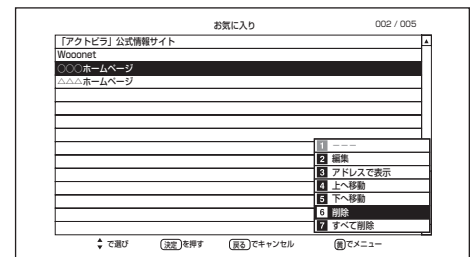 お気に入り 002 / 005
「アクトビラ」公式情報サイト
Wooonet
○○○ホームページ
△△△ホームページ
1 −−−
2 編集
3 アドレスで表示
4 上へ移動
5 下へ移動
6 削除
7 すべて削除
で選び 決定を押す 戻るでキャンセル 黄でメニュー